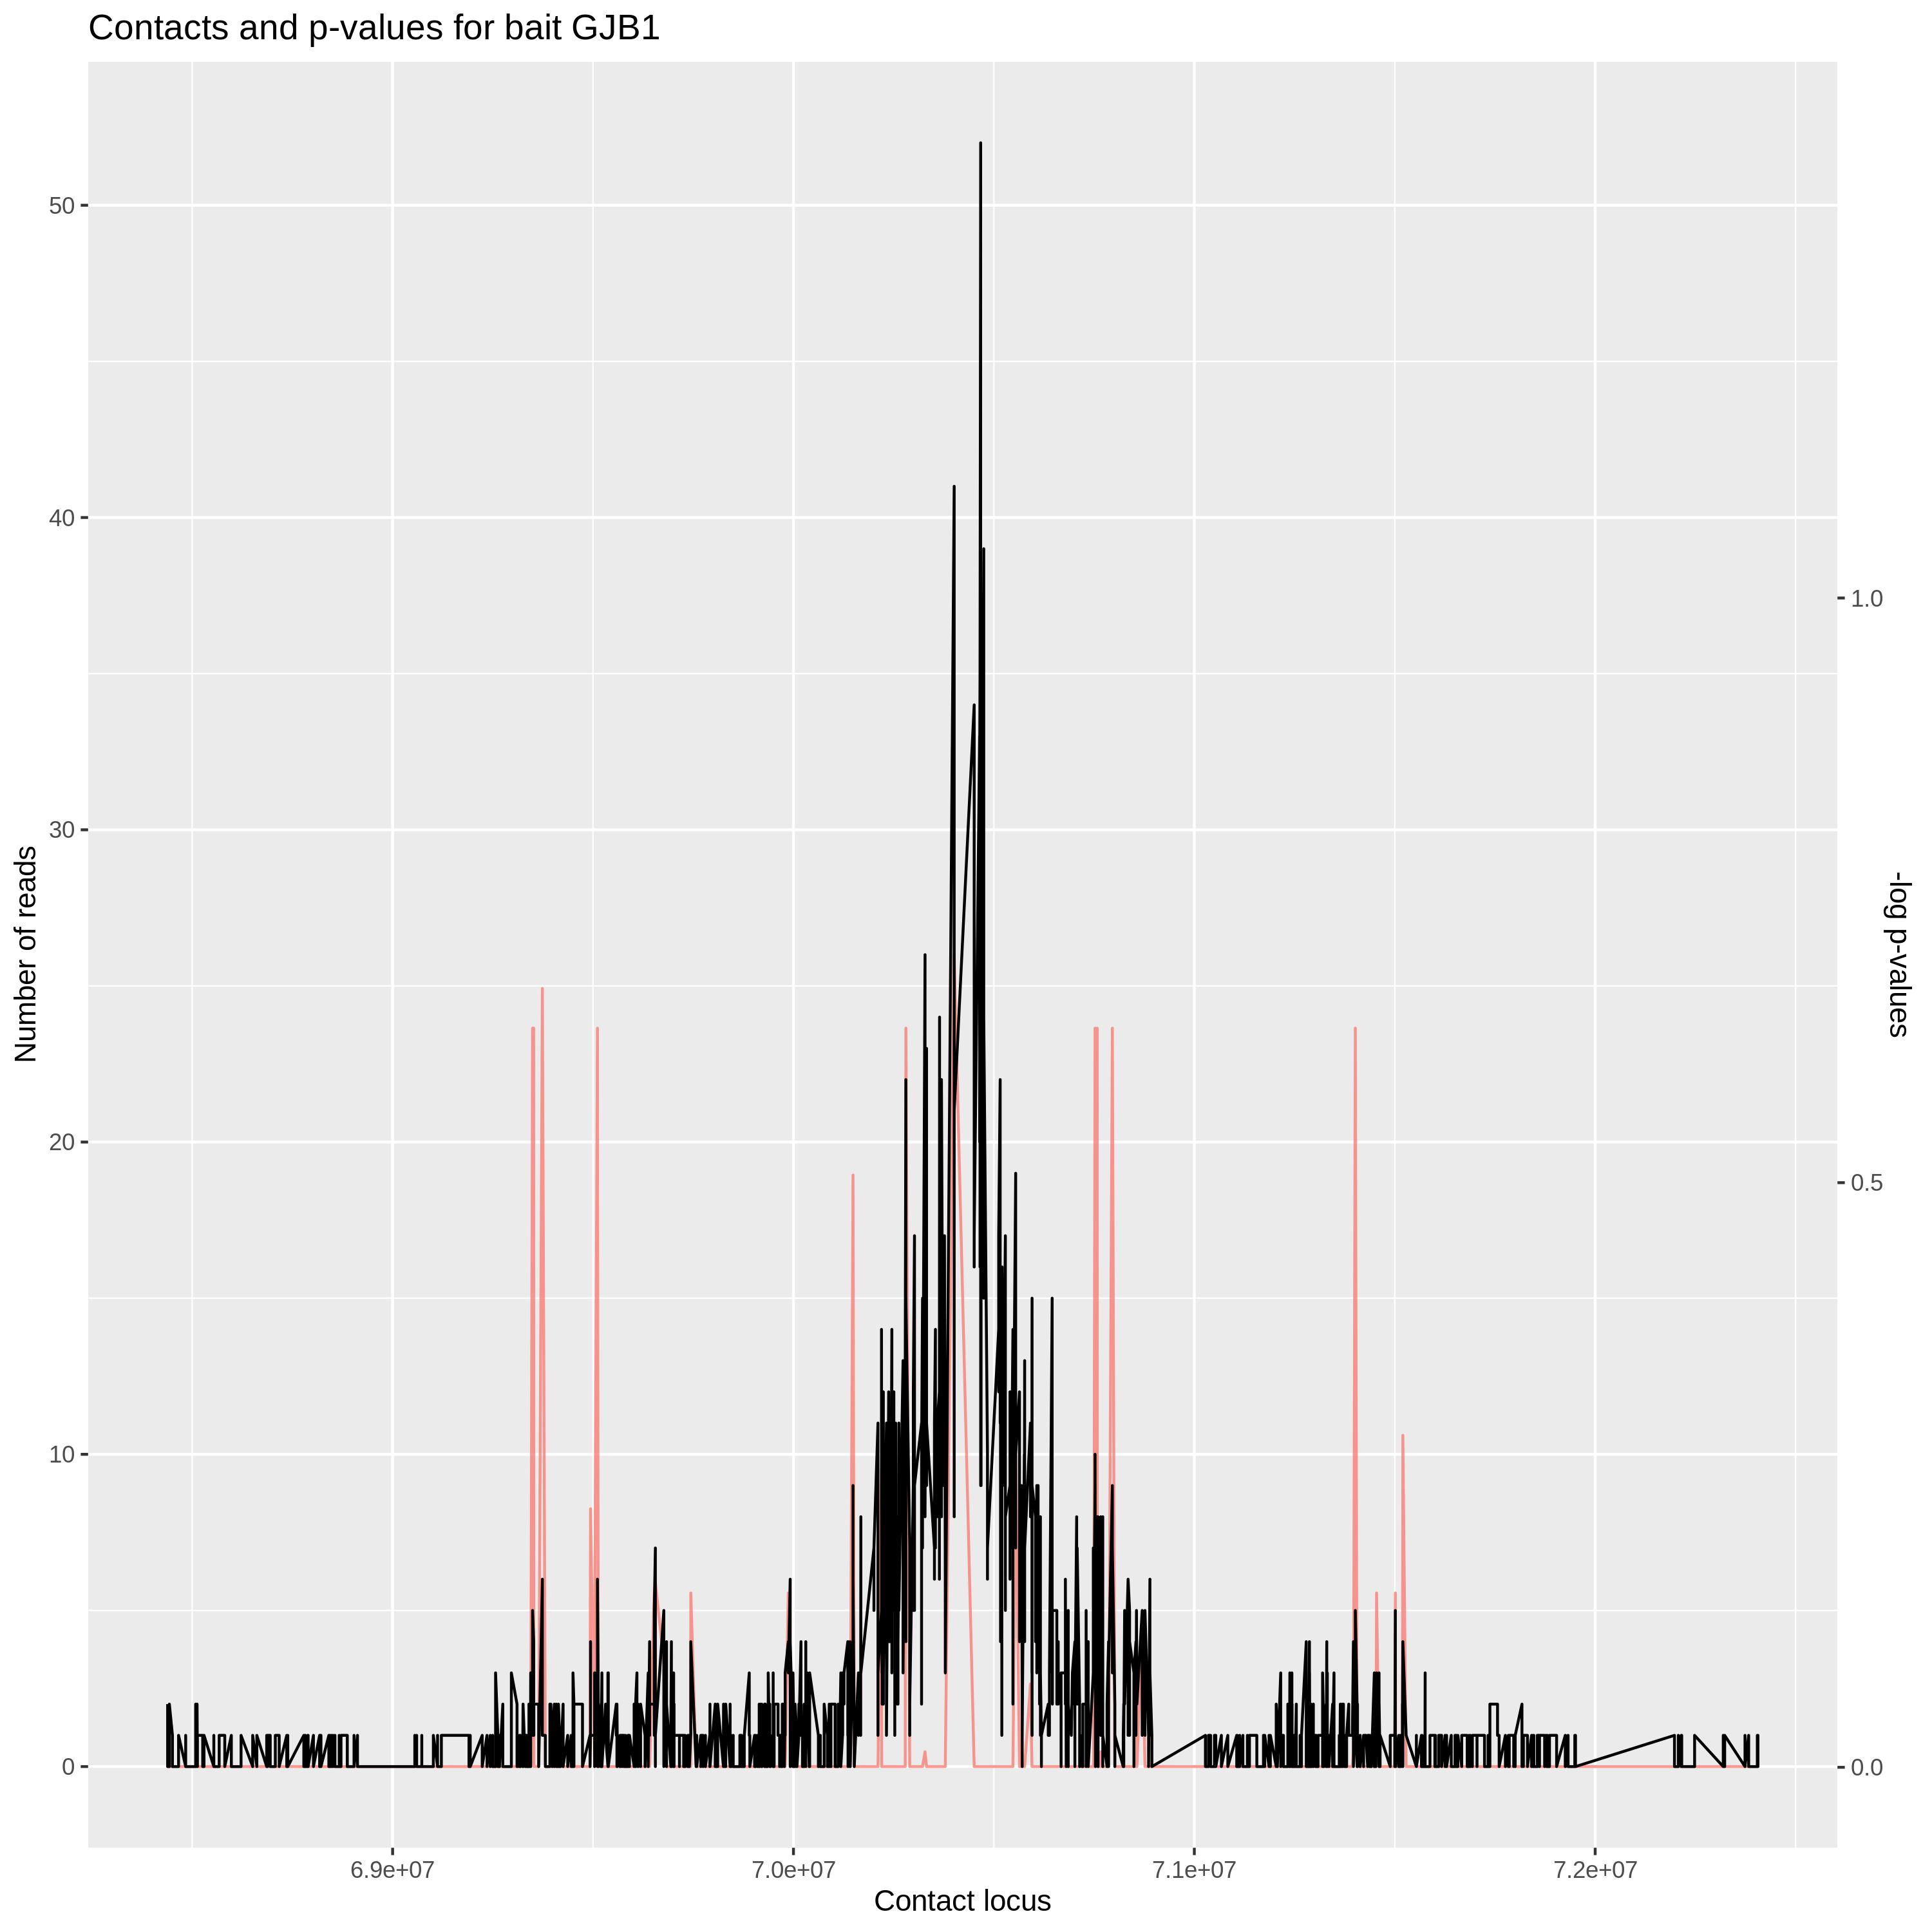 Contacts and p-values for bait GJB1
50
40
30
20
10
0
Number of reads
1.0
0.5
0.0
-log p-values
6.9e+07
7.0e+07
7.1e+07
7.2e+07
Contact locus